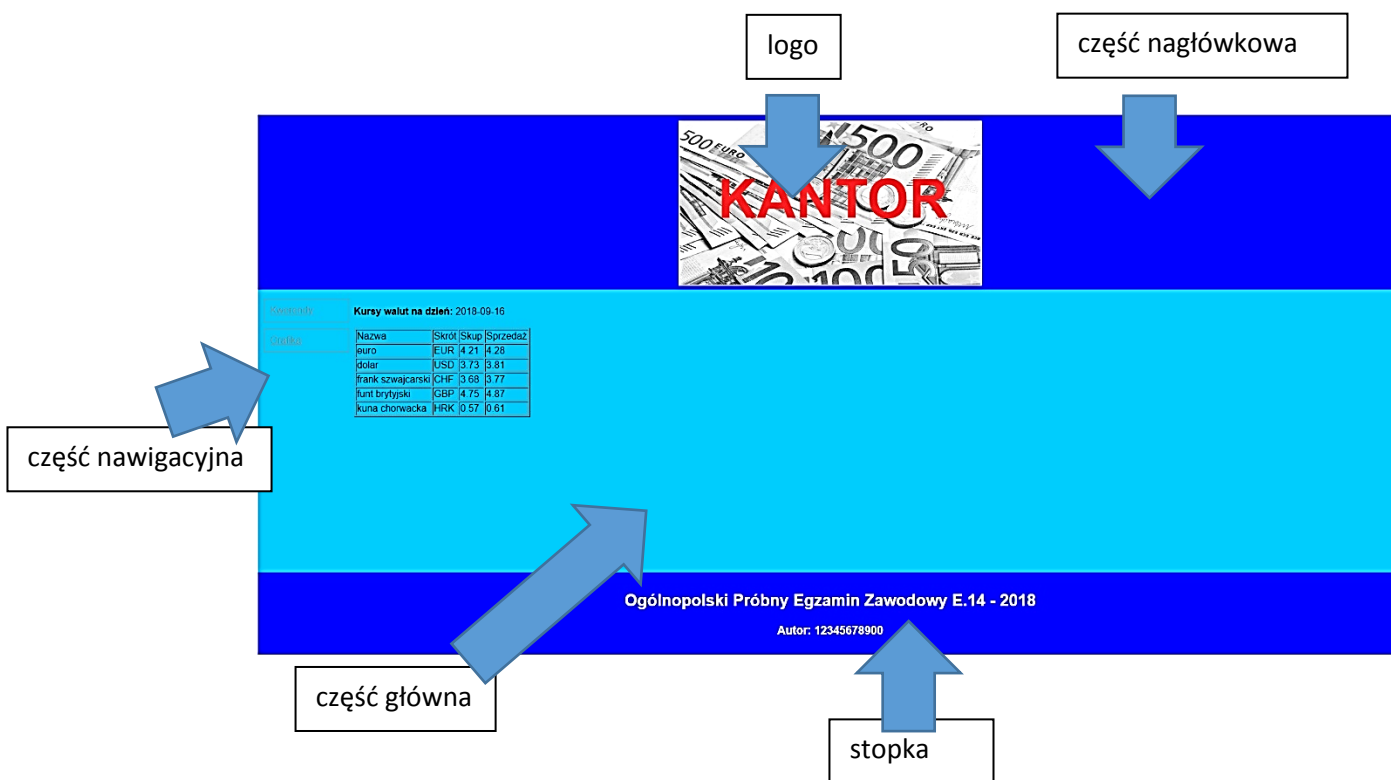 logo
część nagłówkowa
500 EURO
500
KANTOR
Kursy walut na dzień: 2018-09-16
Nazwa Skrót Skup Sprzedaż
euro EUR 4.21 4.28
dolar USD 3.73 3.81
frank szwajcarski CHF 3.68 3.77
funt brytyjski GBP 4.75 4.87
kuna chorwacka HRK 0.57 0.61
część nawigacyjna
Ogólnopolski Próbny Egzamin Zawodowy E.14 - 2018
Autor: 12345678900
część główna
stopka